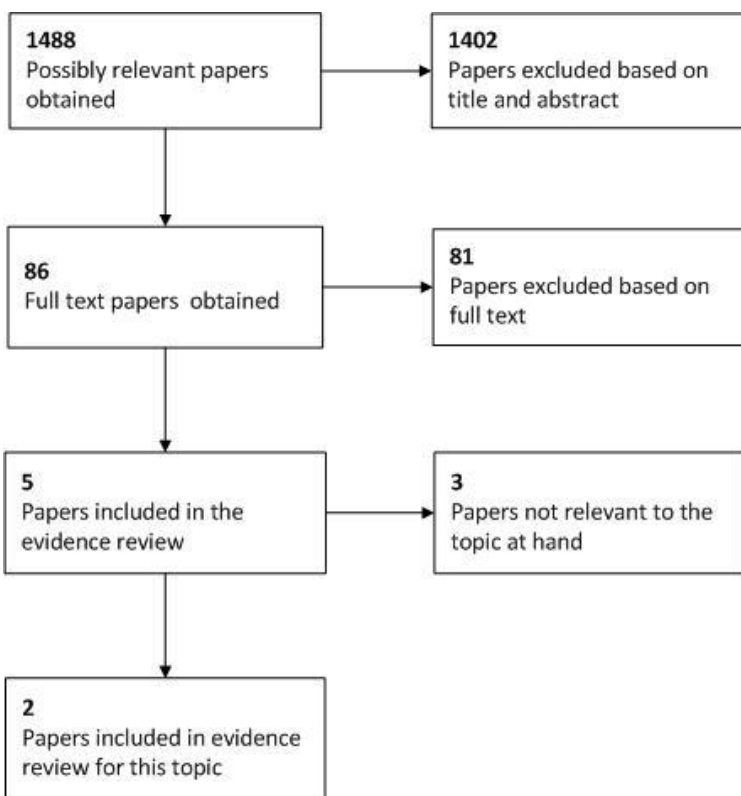 1488
Possibly relevant papers
obtained
1402
Papers excluded based on
title and abstract
86
Full text papers  obtained
81
Papers excluded based on
full text
5
Papers included in the
evidence review
3
Papers not relevant to the
topic at hand
2
Papers included in evidence
review for this topic